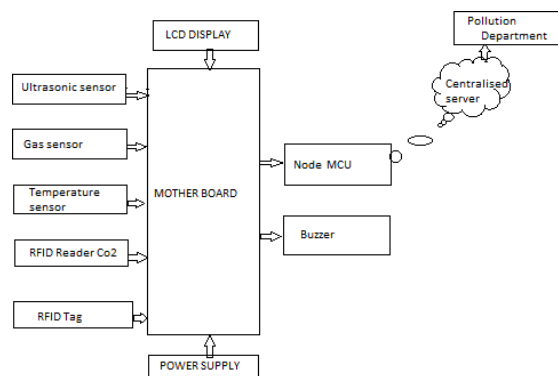 LCD DISPLAY
Pollution
Department
Ultrasonic sensor
Centralised
server
Gas sensor
Node MCU
Temperature
sensor
MOTHER BOARD
Buzzer
RFID Reader Co2
RFID Tag
POWER SUPPLY